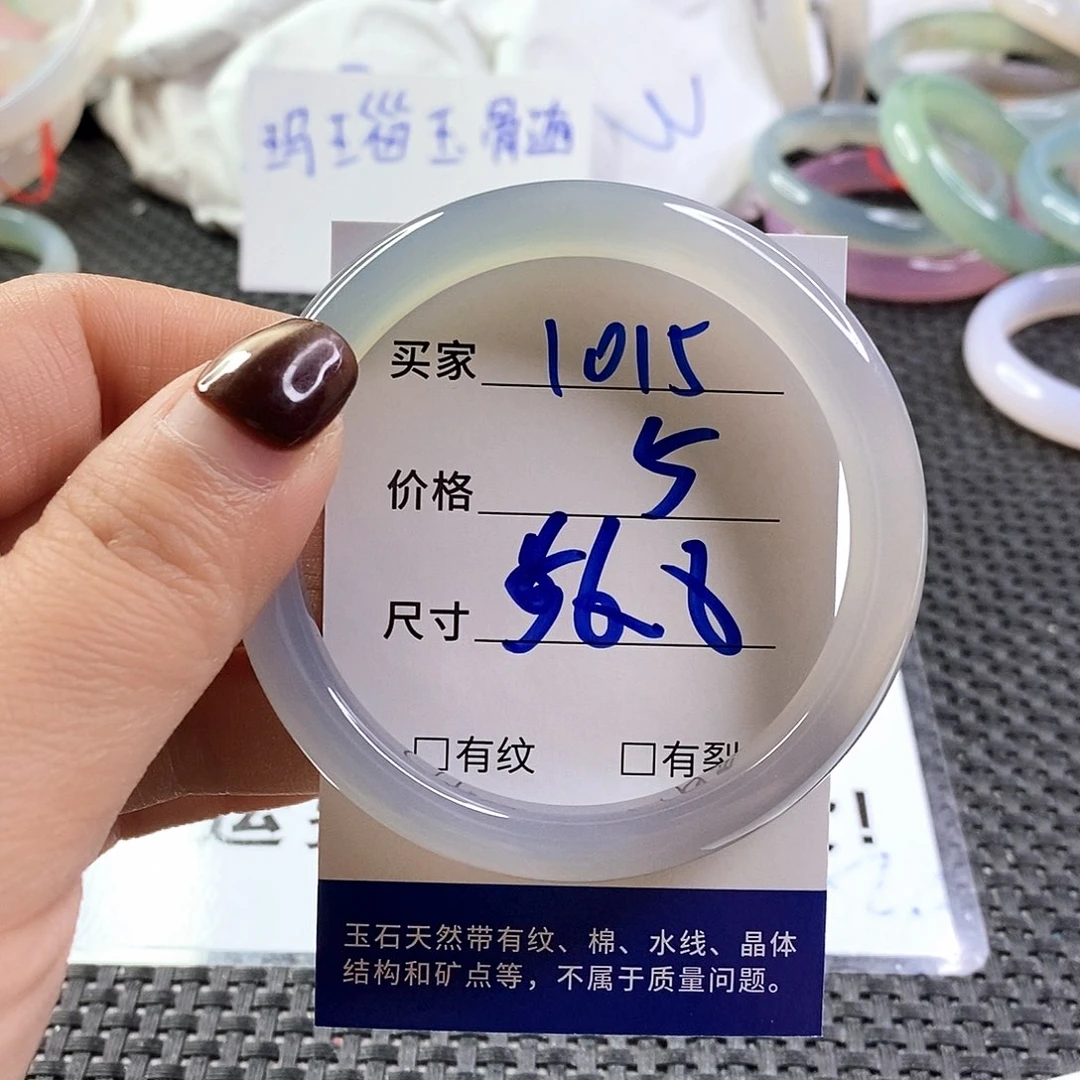 玛瑙玉骨髓
买家 1015
价格 5
尺寸 56.8
□有纹 □有裂
玉石天然带有纹、棉、水线、晶体
结构和矿点等，不属于质量问题。